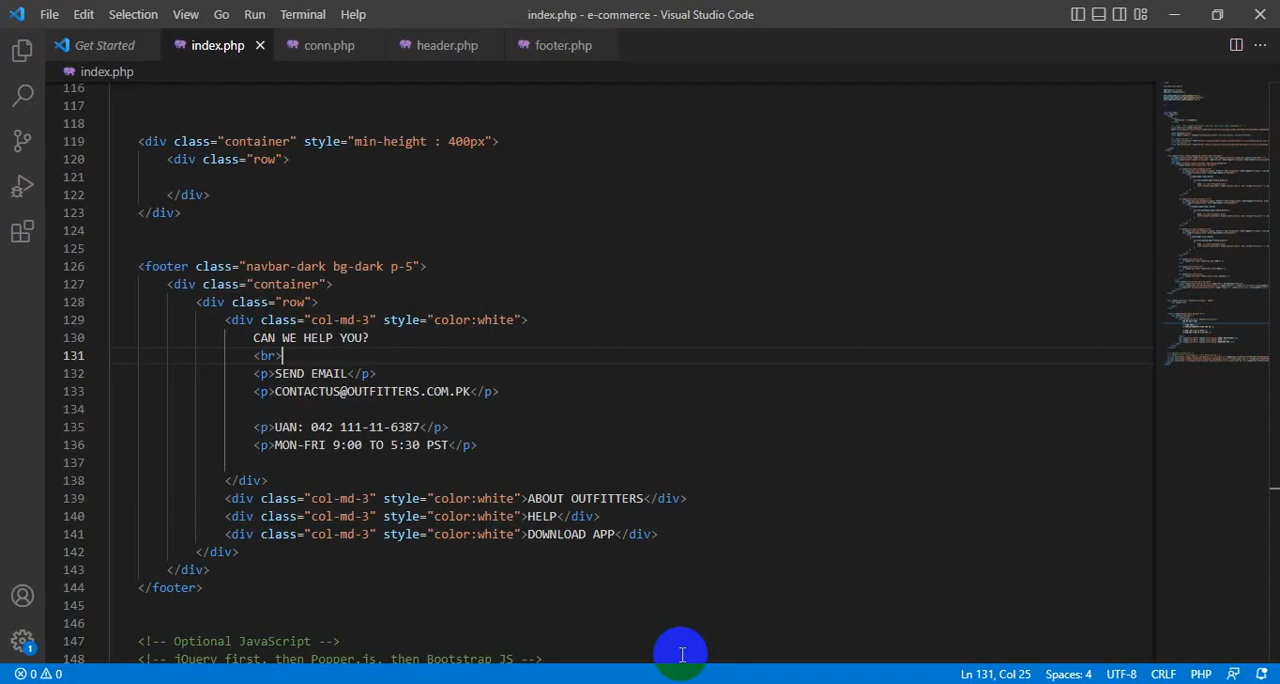 File Edit Selection View Go Run Terminal Help index.php - e-commerce - Visual Studio Code
Get Started index.php conn.php header.php footer.php
index.php
116
117
118
119 <div class="container" style="min-height : 400px">
120 <div class="row">
121
122 </div>
123 </div>
124
125
126 <footer class="navbar-dark bg-dark p-5">
127 <div class="container">
128 <div class="row">
129 <div class="col-md-3" style="color:white">
130 CAN WE HELP YOU?
131 <br>
132 <p>SEND EMAIL</p>
133 <p>CONTACTUS@OUTFITTERS.COM.PK</p>
134
135 <p>UAN: 042 111-11-6387</p>
136 <p>MON-FRI 9:00 TO 5:30 PST</p>
137
138 </div>
139 <div class="col-md-3" style="color:white">ABOUT OUTFITTERS</div>
140 <div class="col-md-3" style="color:white">HELP</div>
141 <div class="col-md-3" style="color:white">DOWNLOAD APP</div>
142 </div>
143 </div>
144 </footer>
145
146
147 <!-- Optional JavaScript -->
148 <!-- jQuery first, then Popper.js, then Bootstrap JS -->
1
0 0 Ln 131, Col 25 Spaces: 4 UTF-8 CRLF PHP